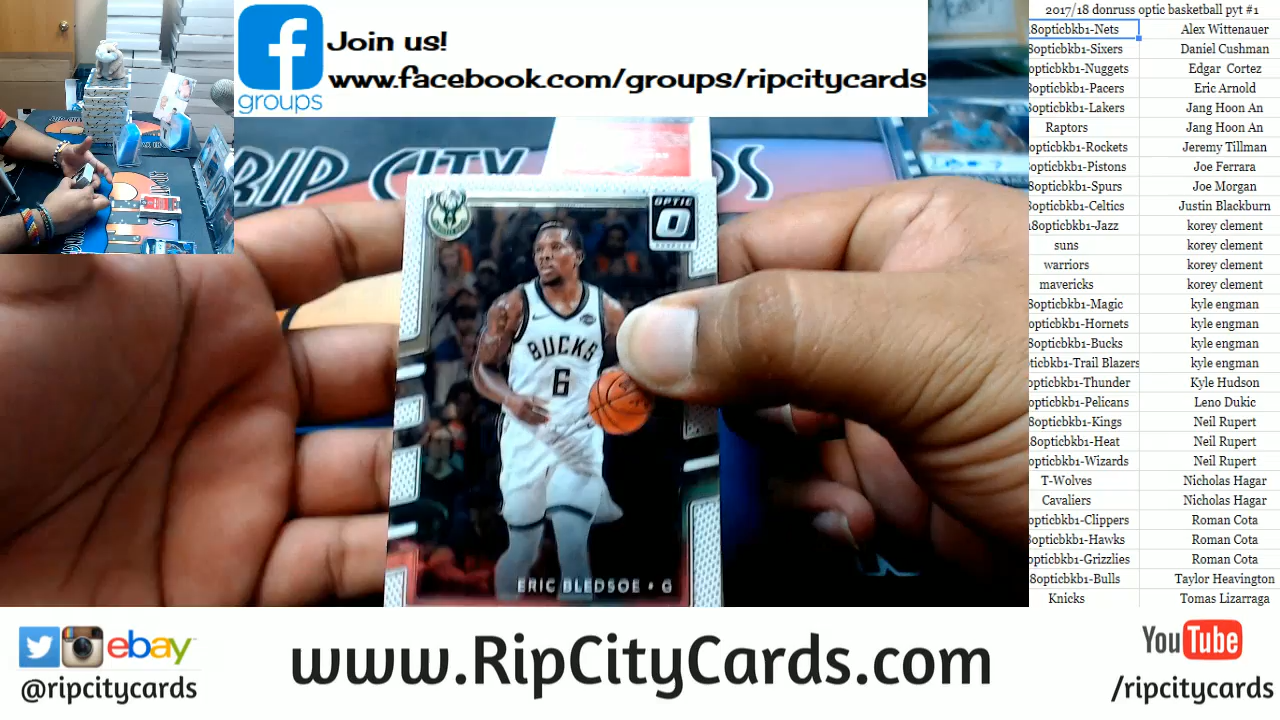 Join us!
www.facebook.com/groups/ripcitycards
groups
RIP CITY
DS
OPTIC
BUCKS
6
ERIC BLEDSOE • G
2017/18 donruss optic basketball pyt #1
8opticbkb1-Nets Alex Wittenauer
8opticbkb1-Sixers Daniel Cushman
opticbkb1-Nuggets Edgar Cortez
8opticbkb1-Pacers Eric Arnold
8opticbkb1-Lakers Jang Hoon An
Raptors Jang Hoon An
opticbkb1-Rockets Jeremy Tillman
opticbkb1-Pistons Joe Ferrara
8opticbkb1-Spurs Joe Morgan
opticbkb1-Celtics Justin Blackburn
18opticbkb1-Jazz korey clement
suns korey clement
warriors korey clement
mavericks korey clement
8opticbkb1-Magic kyle engman
opticbkb1-Hornets kyle engman
8opticbkb1-Bucks kyle engman
ticbkb1-Trail Blazers kyle engman
opticbkb1-Thunder Kyle Hudson
opticbkb1-Pelicans Leno Dukic
8opticbkb1-Kings Neil Rupert
8opticbkb1-Heat Neil Rupert
opticbkb1-Wizards Neil Rupert
T-Wolves Nicholas Hagar
Cavaliers Nicholas Hagar
opticbkb1-Clippers Roman Cota
8opticbkb1-Hawks Roman Cota
opticbkb1-Grizzlies Roman Cota
8opticbkb1-Bulls Taylor Heavington
Knicks Tomas Lizarraga
ebay
@ripcitycards
www.RipCityCards.com
YouTube
/ripcitycards